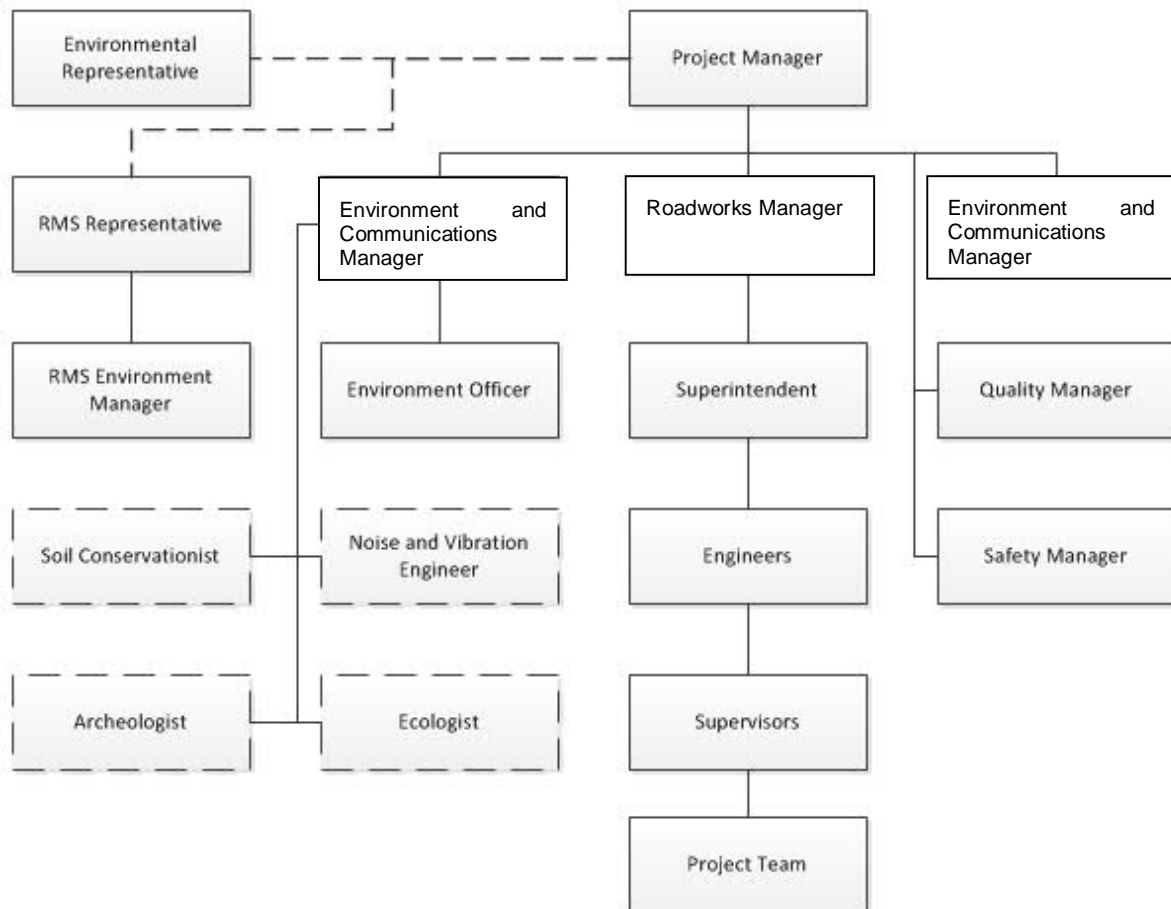 Environmental
Representative
Project Manager
RMS Representative
Environment and
Communications
Manager
Roadworks Manager
Environment and
Communications
Manager
RMS Environment
Manager
Environment Officer
Superintendent
Quality Manager
Soil Conservationist
Noise and Vibration
Engineer
Engineers
Safety Manager
Archeologist
Ecologist
Supervisors
Project Team